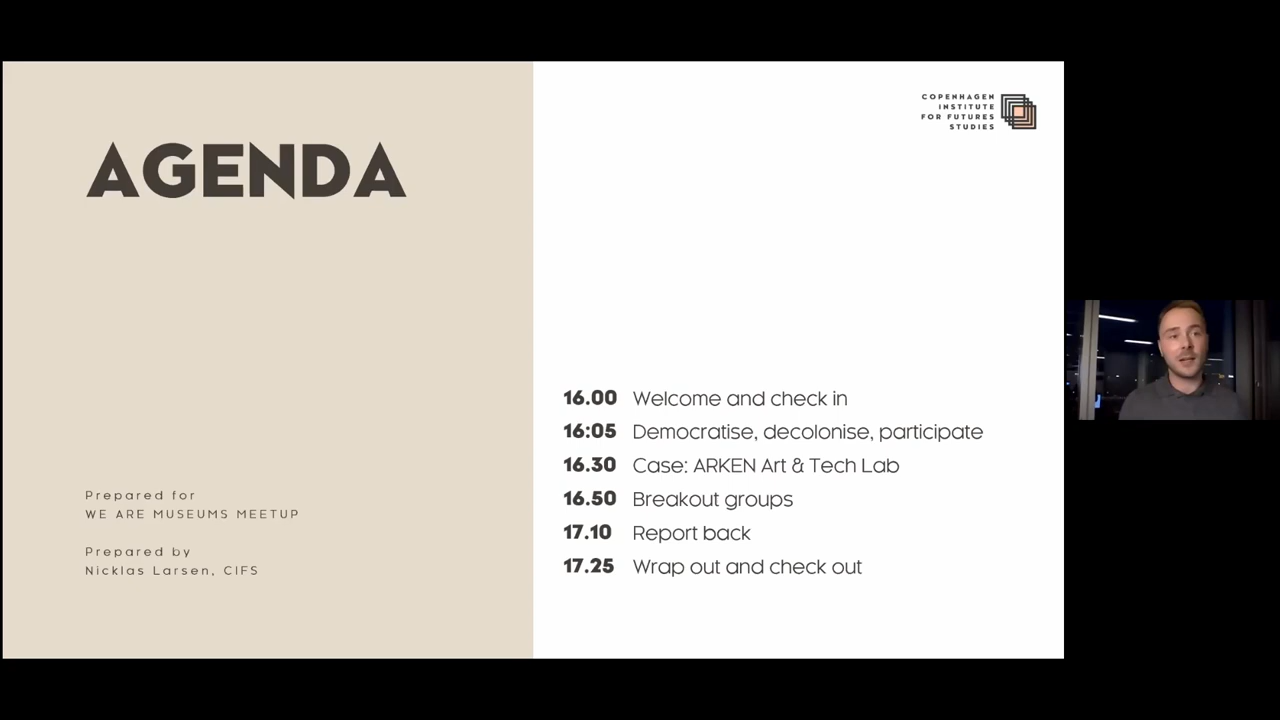 AGENDA
Prepared for
WE ARE MUSEUMS MEETUP
Prepared by
Nicklas Larsen, CIFS
COPENHAGEN
INSTITUTE
FOR FUTURES
STUDIES
16.00 Welcome and check in
16:05 Democratise, decolonise, participate
16.30 Case: ARKEN Art & Tech Lab
16.50 Breakout groups
17.10 Report back
17.25 Wrap out and check out